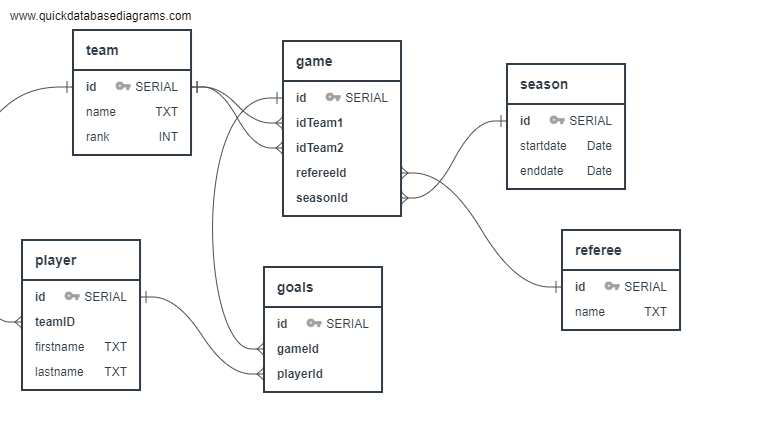 www.quickdatabasediagrams.com
team
id SERIAL
name TXT
rank INT
game
id SERIAL
idTeam1
idTeam2
refereeId
seasonId
season
id SERIAL
startdate Date
enddate Date
player
id SERIAL
teamID
firstname TXT
lastname TXT
goals
id SERIAL
gameId
playerId
referee
id SERIAL
name TXT